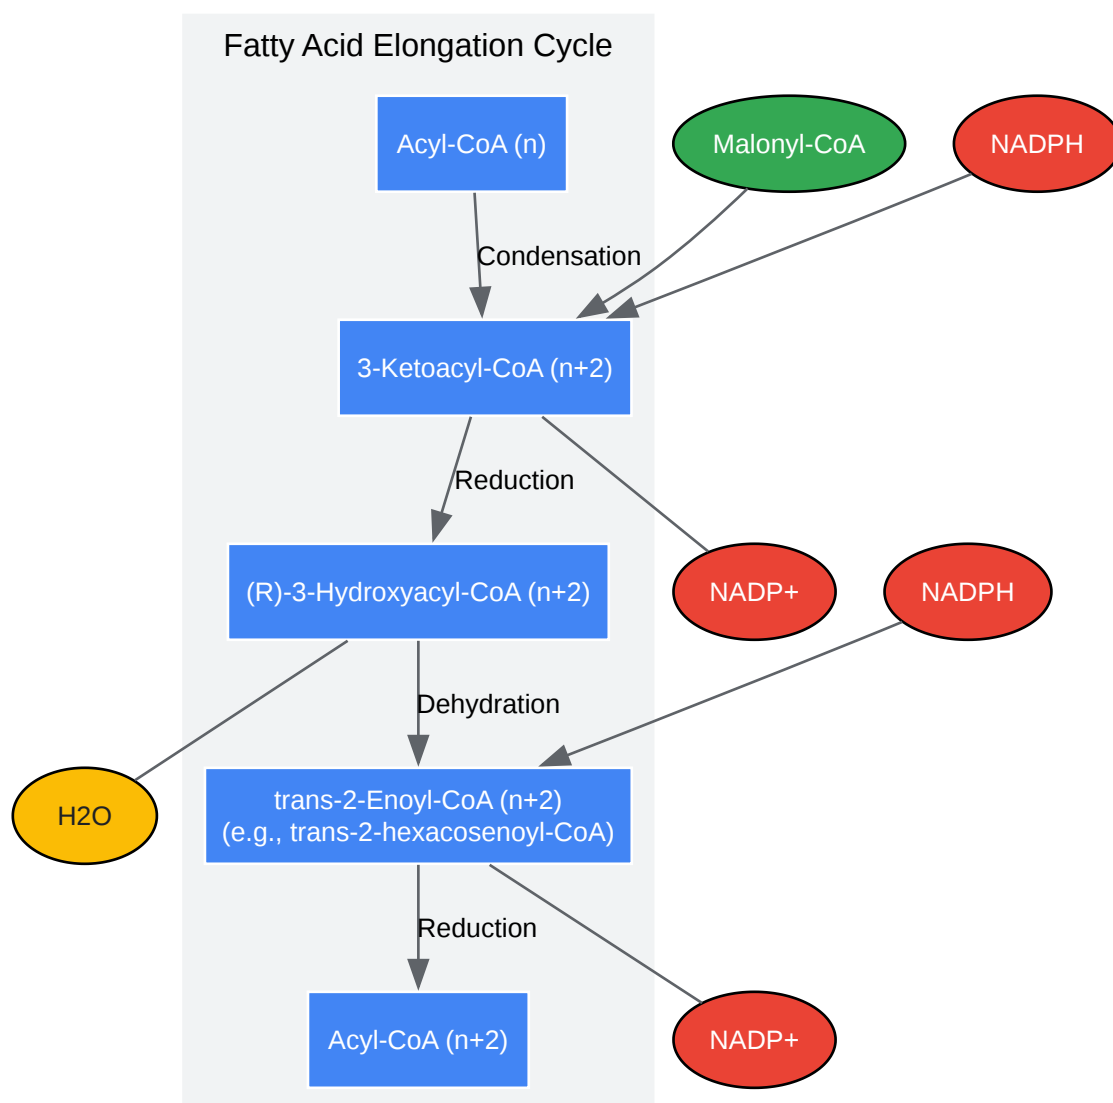 Fatty Acid Elongation Cycle
Acyl-CoA (n)
Malonyl-CoA
NADPH
Condensation
3-Ketoacyl-CoA (n+2)
Reduction
(R)-3-Hydroxyacyl-CoA (n+2)
NADP+
NADPH
Dehydration
trans-2-Enoyl-CoA (n+2)
(e.g., trans-2-hexacosenoyl-CoA)
H2O
Reduction
Acyl-CoA (n+2)
NADP+